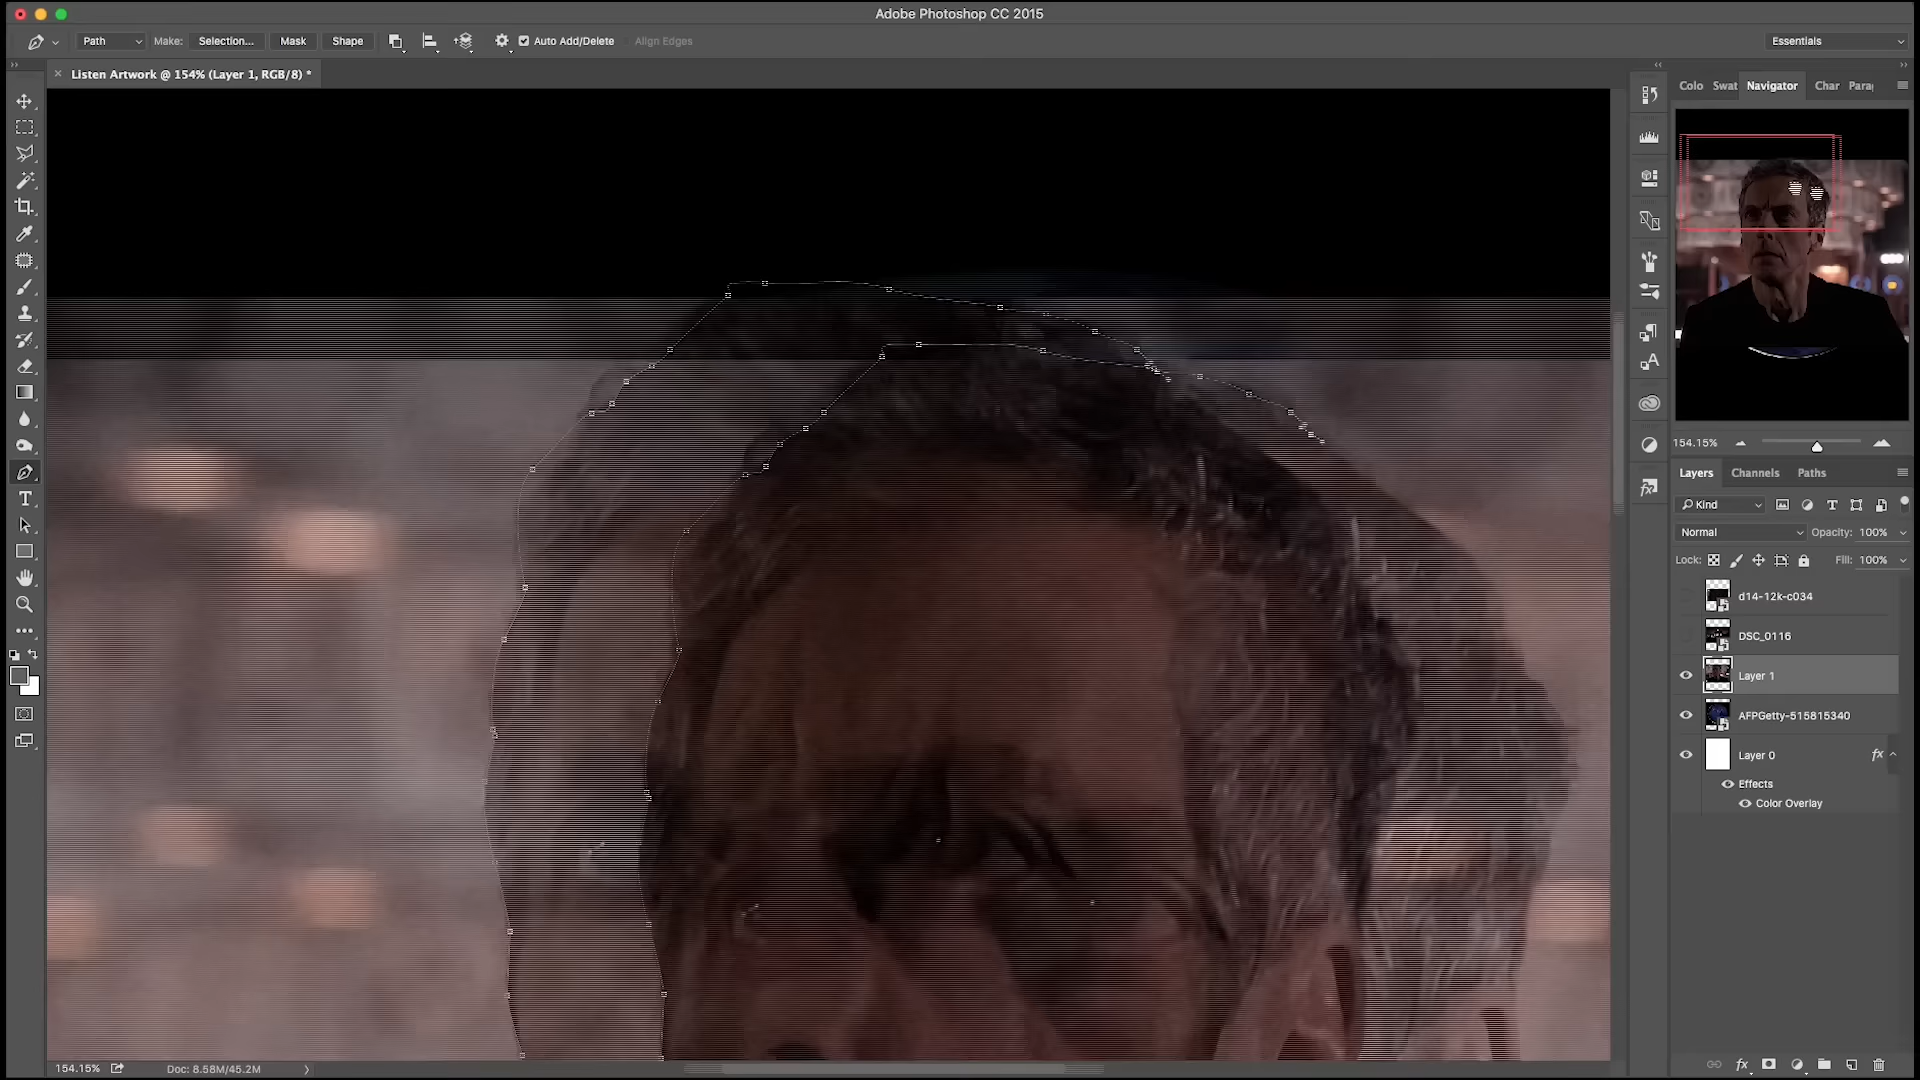 Adobe Photoshop CC 2015
Path Make: Selection... Mask Shape Auto Add/Delete Align Edges Essentials
Listen Artwork @ 154% (Layer 1, RGB/8) *
Colo Swat Navigator Char Para
154.15%
Layers Channels Paths
Kind
Normal Opacity: 100%
Lock: Fill: 100%
d14-12k-c034
DSC_0116
Layer 1
AFPGetty-515815340
Layer 0 fx
Effects
Color Overlay
154.15% Doc: 8.58M/45.2M